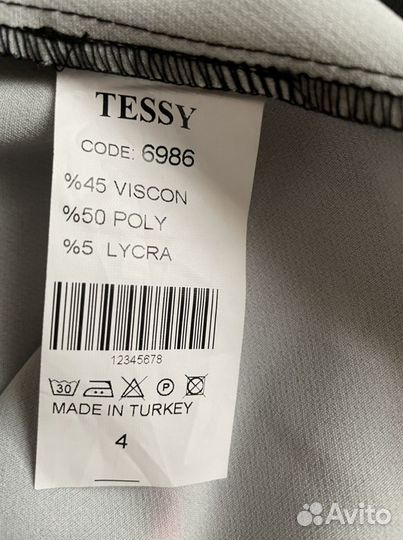 TESSY
CODE: 6986
%45 VISCON
%50 POLY
%5 LYCRA
12345678
30 P
MADE IN TURKEY
4
Avito